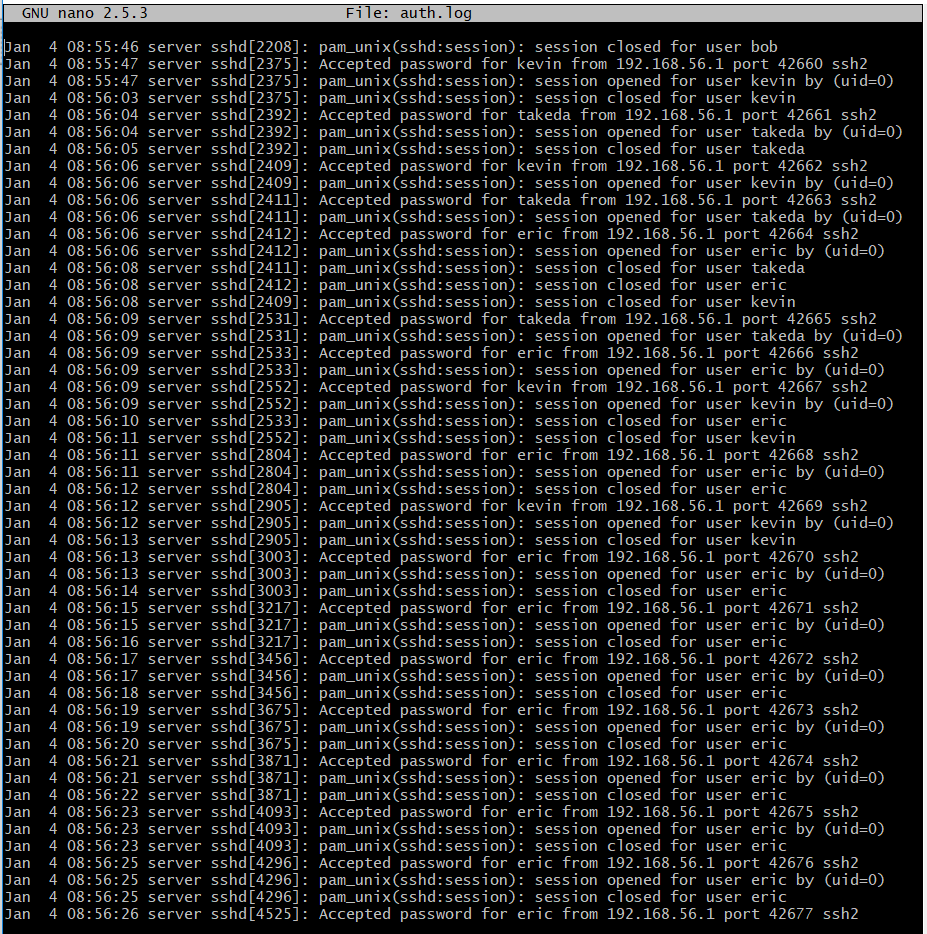 GNU nano 2.5.3 File: auth.log
Jan  4 08:55:46 server sshd[2208]: pam_unix(sshd:session): session closed for user bob
Jan  4 08:55:47 server sshd[2375]: Accepted password for kevin from 192.168.56.1 port 42660 ssh2
Jan  4 08:55:47 server sshd[2375]: pam_unix(sshd:session): session opened for user kevin by (uid=0)
Jan  4 08:56:03 server sshd[2375]: pam_unix(sshd:session): session closed for user kevin
Jan  4 08:56:04 server sshd[2392]: Accepted password for takeda from 192.168.56.1 port 42661 ssh2
Jan  4 08:56:04 server sshd[2392]: pam_unix(sshd:session): session opened for user takeda by (uid=0)
Jan  4 08:56:05 server sshd[2392]: pam_unix(sshd:session): session closed for user takeda
Jan  4 08:56:06 server sshd[2409]: Accepted password for kevin from 192.168.56.1 port 42662 ssh2
Jan  4 08:56:06 server sshd[2409]: pam_unix(sshd:session): session opened for user kevin by (uid=0)
Jan  4 08:56:06 server sshd[2411]: Accepted password for takeda from 192.168.56.1 port 42663 ssh2
Jan  4 08:56:06 server sshd[2411]: pam_unix(sshd:session): session opened for user takeda by (uid=0)
Jan  4 08:56:06 server sshd[2412]: Accepted password for eric from 192.168.56.1 port 42664 ssh2
Jan  4 08:56:06 server sshd[2412]: pam_unix(sshd:session): session opened for user eric by (uid=0)
Jan  4 08:56:08 server sshd[2411]: pam_unix(sshd:session): session closed for user takeda
Jan  4 08:56:08 server sshd[2412]: pam_unix(sshd:session): session closed for user eric
Jan  4 08:56:08 server sshd[2409]: pam_unix(sshd:session): session closed for user kevin
Jan  4 08:56:09 server sshd[2531]: Accepted password for takeda from 192.168.56.1 port 42665 ssh2
Jan  4 08:56:09 server sshd[2531]: pam_unix(sshd:session): session opened for user takeda by (uid=0)
Jan  4 08:56:09 server sshd[2533]: Accepted password for eric from 192.168.56.1 port 42666 ssh2
Jan  4 08:56:09 server sshd[2533]: pam_unix(sshd:session): session opened for user eric by (uid=0)
Jan  4 08:56:09 server sshd[2552]: Accepted password for kevin from 192.168.56.1 port 42667 ssh2
Jan  4 08:56:09 server sshd[2552]: pam_unix(sshd:session): session opened for user kevin by (uid=0)
Jan  4 08:56:10 server sshd[2533]: pam_unix(sshd:session): session closed for user eric
Jan  4 08:56:11 server sshd[2552]: pam_unix(sshd:session): session closed for user kevin
Jan  4 08:56:11 server sshd[2804]: Accepted password for eric from 192.168.56.1 port 42668 ssh2
Jan  4 08:56:11 server sshd[2804]: pam_unix(sshd:session): session opened for user eric by (uid=0)
Jan  4 08:56:12 server sshd[2804]: pam_unix(sshd:session): session closed for user eric
Jan  4 08:56:12 server sshd[2905]: Accepted password for kevin from 192.168.56.1 port 42669 ssh2
Jan  4 08:56:12 server sshd[2905]: pam_unix(sshd:session): session opened for user kevin by (uid=0)
Jan  4 08:56:13 server sshd[2905]: pam_unix(sshd:session): session closed for user kevin
Jan  4 08:56:13 server sshd[3003]: Accepted password for eric from 192.168.56.1 port 42670 ssh2
Jan  4 08:56:13 server sshd[3003]: pam_unix(sshd:session): session opened for user eric by (uid=0)
Jan  4 08:56:14 server sshd[3003]: pam_unix(sshd:session): session closed for user eric
Jan  4 08:56:15 server sshd[3217]: Accepted password for eric from 192.168.56.1 port 42671 ssh2
Jan  4 08:56:15 server sshd[3217]: pam_unix(sshd:session): session opened for user eric by (uid=0)
Jan  4 08:56:16 server sshd[3217]: pam_unix(sshd:session): session closed for user eric
Jan  4 08:56:17 server sshd[3456]: Accepted password for eric from 192.168.56.1 port 42672 ssh2
Jan  4 08:56:17 server sshd[3456]: pam_unix(sshd:session): session opened for user eric by (uid=0)
Jan  4 08:56:18 server sshd[3456]: pam_unix(sshd:session): session closed for user eric
Jan  4 08:56:19 server sshd[3675]: Accepted password for eric from 192.168.56.1 port 42673 ssh2
Jan  4 08:56:19 server sshd[3675]: pam_unix(sshd:session): session opened for user eric by (uid=0)
Jan  4 08:56:20 server sshd[3675]: pam_unix(sshd:session): session closed for user eric
Jan  4 08:56:21 server sshd[3871]: Accepted password for eric from 192.168.56.1 port 42674 ssh2
Jan  4 08:56:21 server sshd[3871]: pam_unix(sshd:session): session opened for user eric by (uid=0)
Jan  4 08:56:22 server sshd[3871]: pam_unix(sshd:session): session closed for user eric
Jan  4 08:56:23 server sshd[4093]: Accepted password for eric from 192.168.56.1 port 42675 ssh2
Jan  4 08:56:23 server sshd[4093]: pam_unix(sshd:session): session opened for user eric by (uid=0)
Jan  4 08:56:23 server sshd[4093]: pam_unix(sshd:session): session closed for user eric
Jan  4 08:56:25 server sshd[4296]: Accepted password for eric from 192.168.56.1 port 42676 ssh2
Jan  4 08:56:25 server sshd[4296]: pam_unix(sshd:session): session opened for user eric by (uid=0)
Jan  4 08:56:25 server sshd[4296]: pam_unix(sshd:session): session closed for user eric
Jan  4 08:56:26 server sshd[4525]: Accepted password for eric from 192.168.56.1 port 42677 ssh2